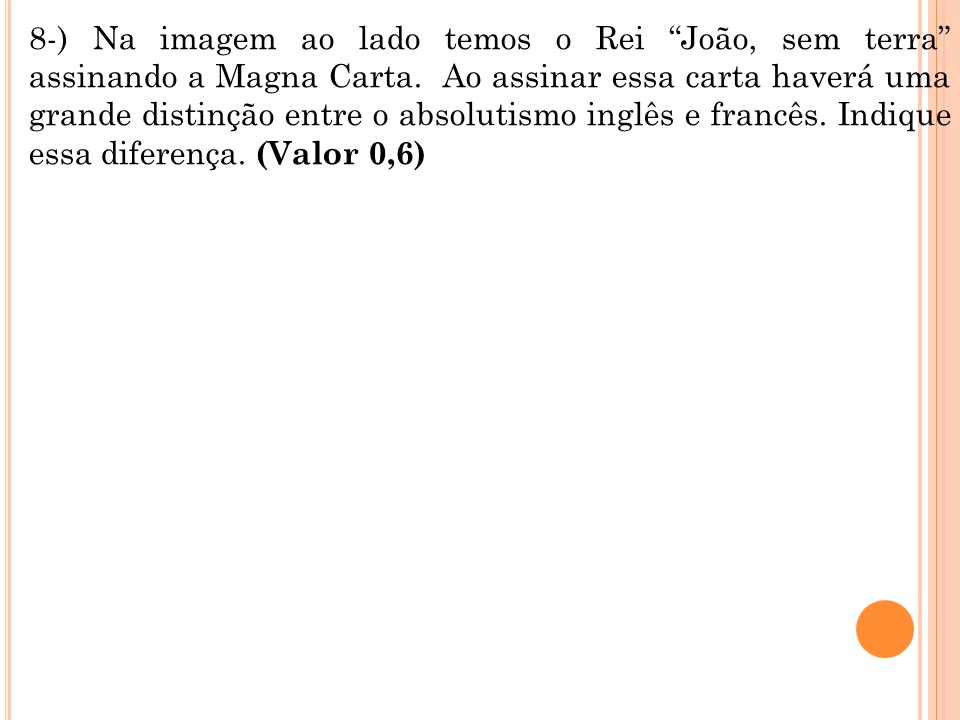 8-) Na imagem ao lado temos o Rei “João, sem terra”
assinando a Magna Carta.  Ao assinar essa carta haverá uma
grande distinção entre o absolutismo inglês e francês. Indique
essa diferença. (Valor 0,6)